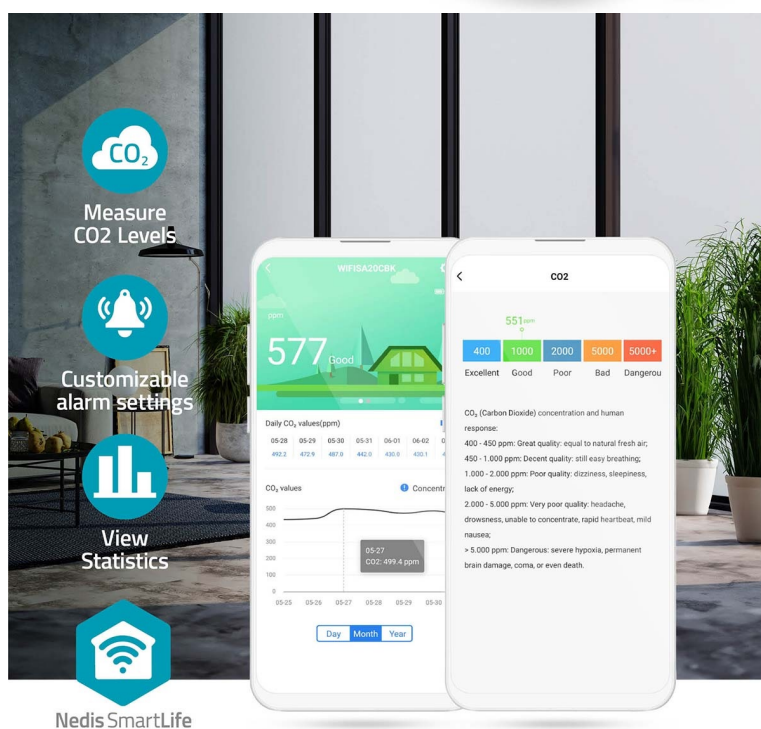 CO2
Measure
CO2 Levels
Customizable
alarm settings
View
Statistics
Nedis SmartLife
WIFISA20CBK
ppm
577 Good
Daily CO₂ values(ppm)
05-28 05-29 05-30 05-31 06-01 06-02
492.2 472.9 487.0 442.0 430.0 430.1
CO₂ values
500
400
300
200
100
0
05-27
CO2: 499.4 ppm
05-25 05-26 05-27 05-28 05-29 05-30
Day Month Year
CO2
551 ppm
400 1000 2000 5000 5000+
Excellent Good Poor Bad Dangerou
CO₂ (Carbon Dioxide) concentration and human
response:
400 - 450 ppm: Great quality: equal to natural fresh air;
450 - 1.000 ppm: Decent quality: still easy breathing;
1.000 - 2.000 ppm: Poor quality: dizziness, sleepiness,
lack of energy;
2.000 - 5.000 ppm: Very poor quality: headache,
drowsness, unable to concentrate, rapid heartbeat, mild
nausea;
> 5.000 ppm: Dangerous: severe hypoxia, permanent
brain damage, coma, or even death.